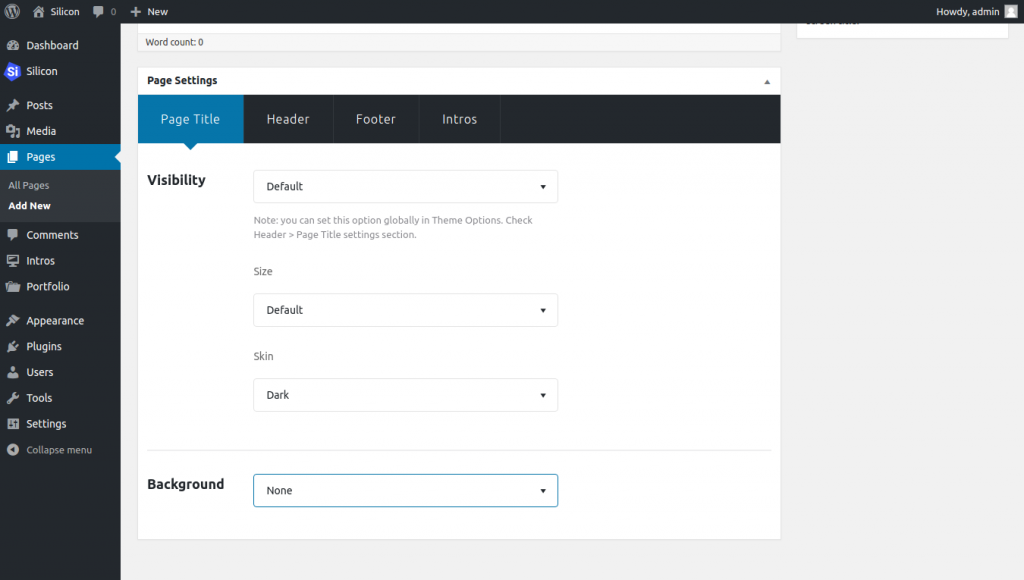 Silicon
0
New
Howdy, admin
Dashboard
Si
Silicon
Posts
Media
Pages
All Pages
Add New
Comments
Intros
Portfolio
Appearance
Plugins
Users
Tools
Settings
Collapse menu
Word count: 0
Page Settings
Page Title
Header
Footer
Intros
Visibility
Default
Note: you can set this option globally in Theme Options. Check
Header > Page Title settings section.
Size
Default
Skin
Dark
Background
None